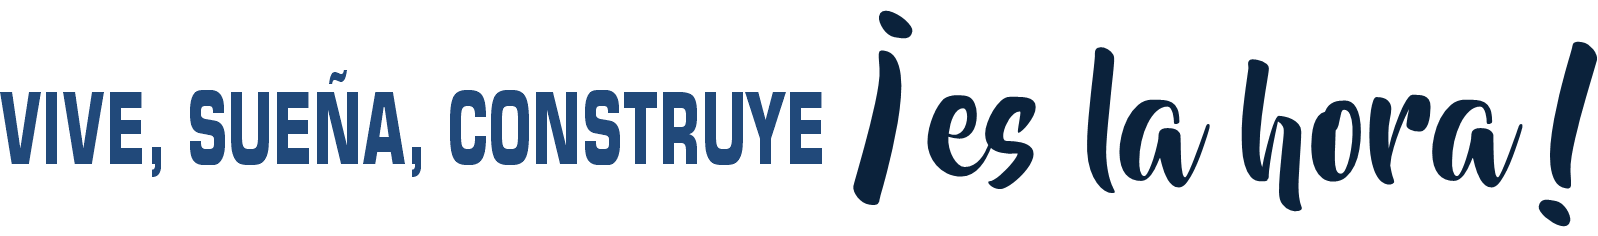 VIVE, SUEÑA, CONSTRUYE ¡es la hora!